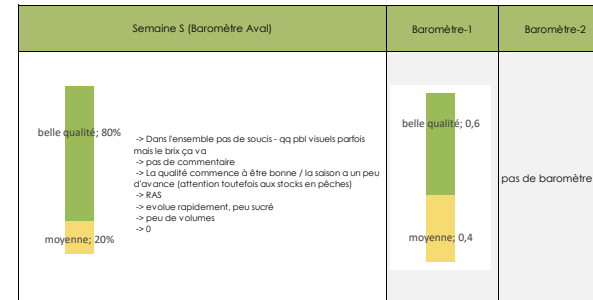 Semaine S (Baromètre Aval)
Baromètre-1
Baromètre-2
belle qualité; 80%
moyenne; 20%
-> Dans l'ensemble pas de soucis - qq pbl visuels parfois
mais le brix ça va
-> pas de commentaire
-> La qualité commence à être bonne / la saison a un peu
d'avance (attention toutefois aux stocks en pêches)
-> RAS
-> evolue rapidement, peu sucré
-> peu de volumes
-> 0
belle qualité; 0,6
moyenne; 0,4
pas de baromètre